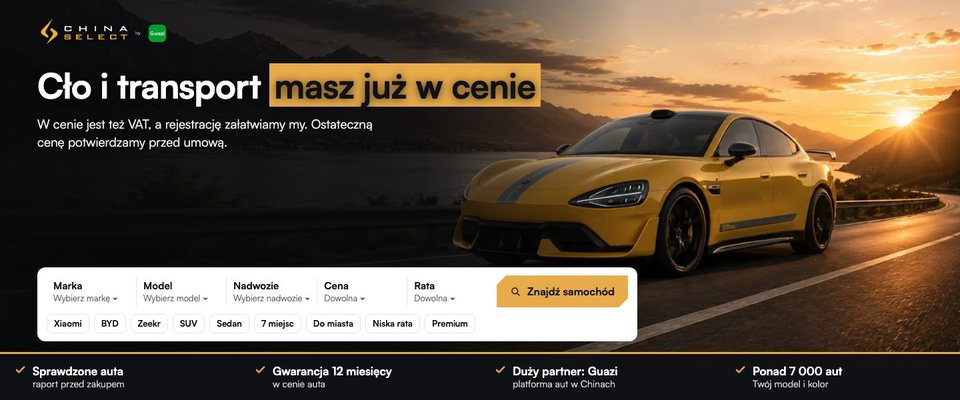 CHINA
SELECT
by
Guazi
Cło i transport masz już w cenie
W cenie jest też VAT, a rejestrację załatwiamy my. Ostateczną
cenę potwierdzamy przed umową.
Marka
Wybierz markę
Model
Wybierz model
Nadwozie
Wybierz nadwozie
Cena
Dowolna
Rata
Dowolna
Znajdź samochód
Xiaomi
BYD
Zeekr
SUV
Sedan
7 miejsc
Do miasta
Niska rata
Premium
Sprawdzone auta
raport przed zakupem
Gwarancja 12 miesięcy
w cenie auta
Duży partner: Guazi
platforma aut w Chinach
Ponad 7 000 aut
Twój model i kolor